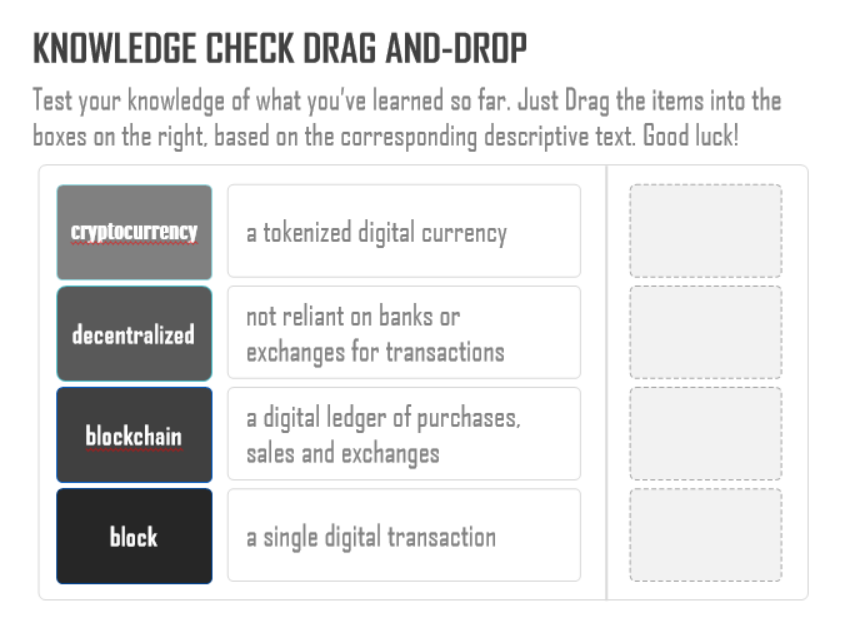 KNOWLEDGE CHECK DRAG AND-DROP
Test your knowledge of what you've learned so far. Just Drag the items into the
boxes on the right, based on the corresponding descriptive text. Good luck!
cryptocurrency
a tokenized digital currency
decentralized
not reliant on banks or
exchanges for transactions
blockchain
a digital ledger of purchases,
sales and exchanges
block
a single digital transaction